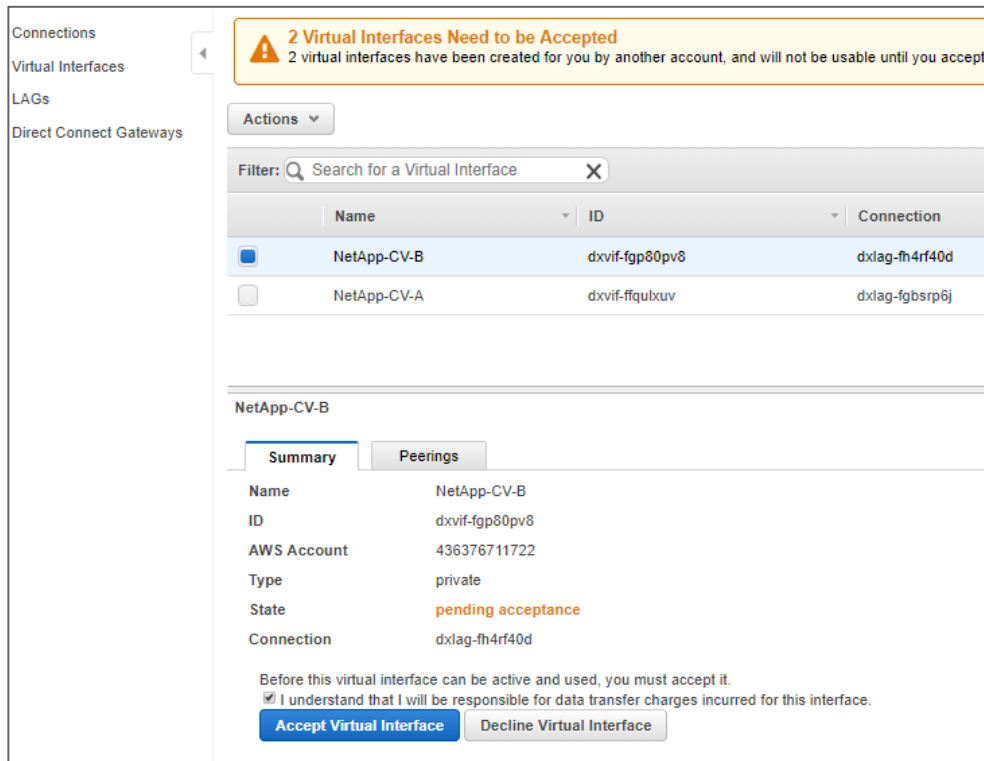 Connections
Virtual Interfaces
LAGs
Direct Connect Gateways
2 Virtual Interfaces Need to be Accepted
2 virtual interfaces have been created for you by another account, and will not be usable until you accept
Actions
Filter: Search for a Virtual Interface
Name ID Connection
NetApp-CV-B dxvif-fgp80pv8 dxlag-fh4rf40d
NetApp-CV-A dxvif-ffqulxuv dxlag-fgbsrp6j
NetApp-CV-B
Summary Peerings
Name NetApp-CV-B
ID dxvif-fgp80pv8
AWS Account 436376711722
Type private
State pending acceptance
Connection dxlag-fh4rf40d
Before this virtual interface can be active and used, you must accept it.
I understand that I will be responsible for data transfer charges incurred for this interface.
Accept Virtual Interface Decline Virtual Interface